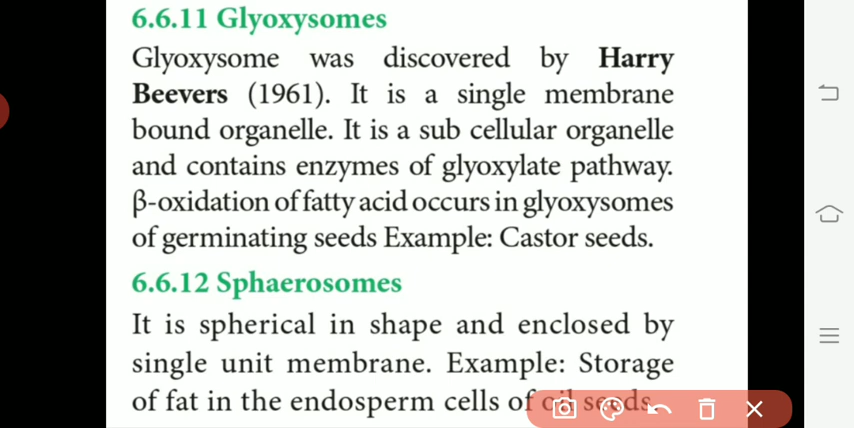 6.6.11 Glyoxysomes
Glyoxysome was discovered by Harry
Beevers (1961). It is a single membrane
bound organelle. It is a sub cellular organelle
and contains enzymes of glyoxylate pathway.
β-oxidation of fatty acid occurs in glyoxysomes
of germinating seeds Example: Castor seeds.
6.6.12 Sphaerosomes
It is spherical in shape and enclosed by
single unit membrane. Example: Storage
of fat in the endosperm cells of oil seeds.